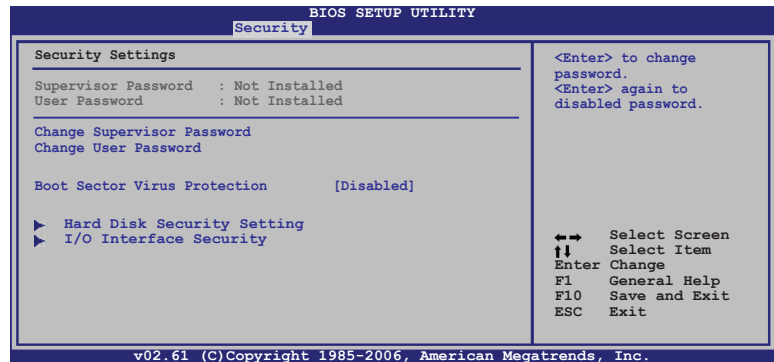 BIOS SETUP UTILITY
Security
Security Settings
Supervisor Password : Not Installed
User Password : Not Installed
Change Supervisor Password
Change User Password
Boot Sector Virus Protection [Disabled]
Hard Disk Security Setting
I/O Interface Security
<Enter> to change
password.
<Enter> again to
disabled password.
Select Screen
Select Item
Enter Change
F1 General Help
F10 Save and Exit
ESC Exit
v02.61 (C)Copyright 1985-2006, American Megatrends, Inc.